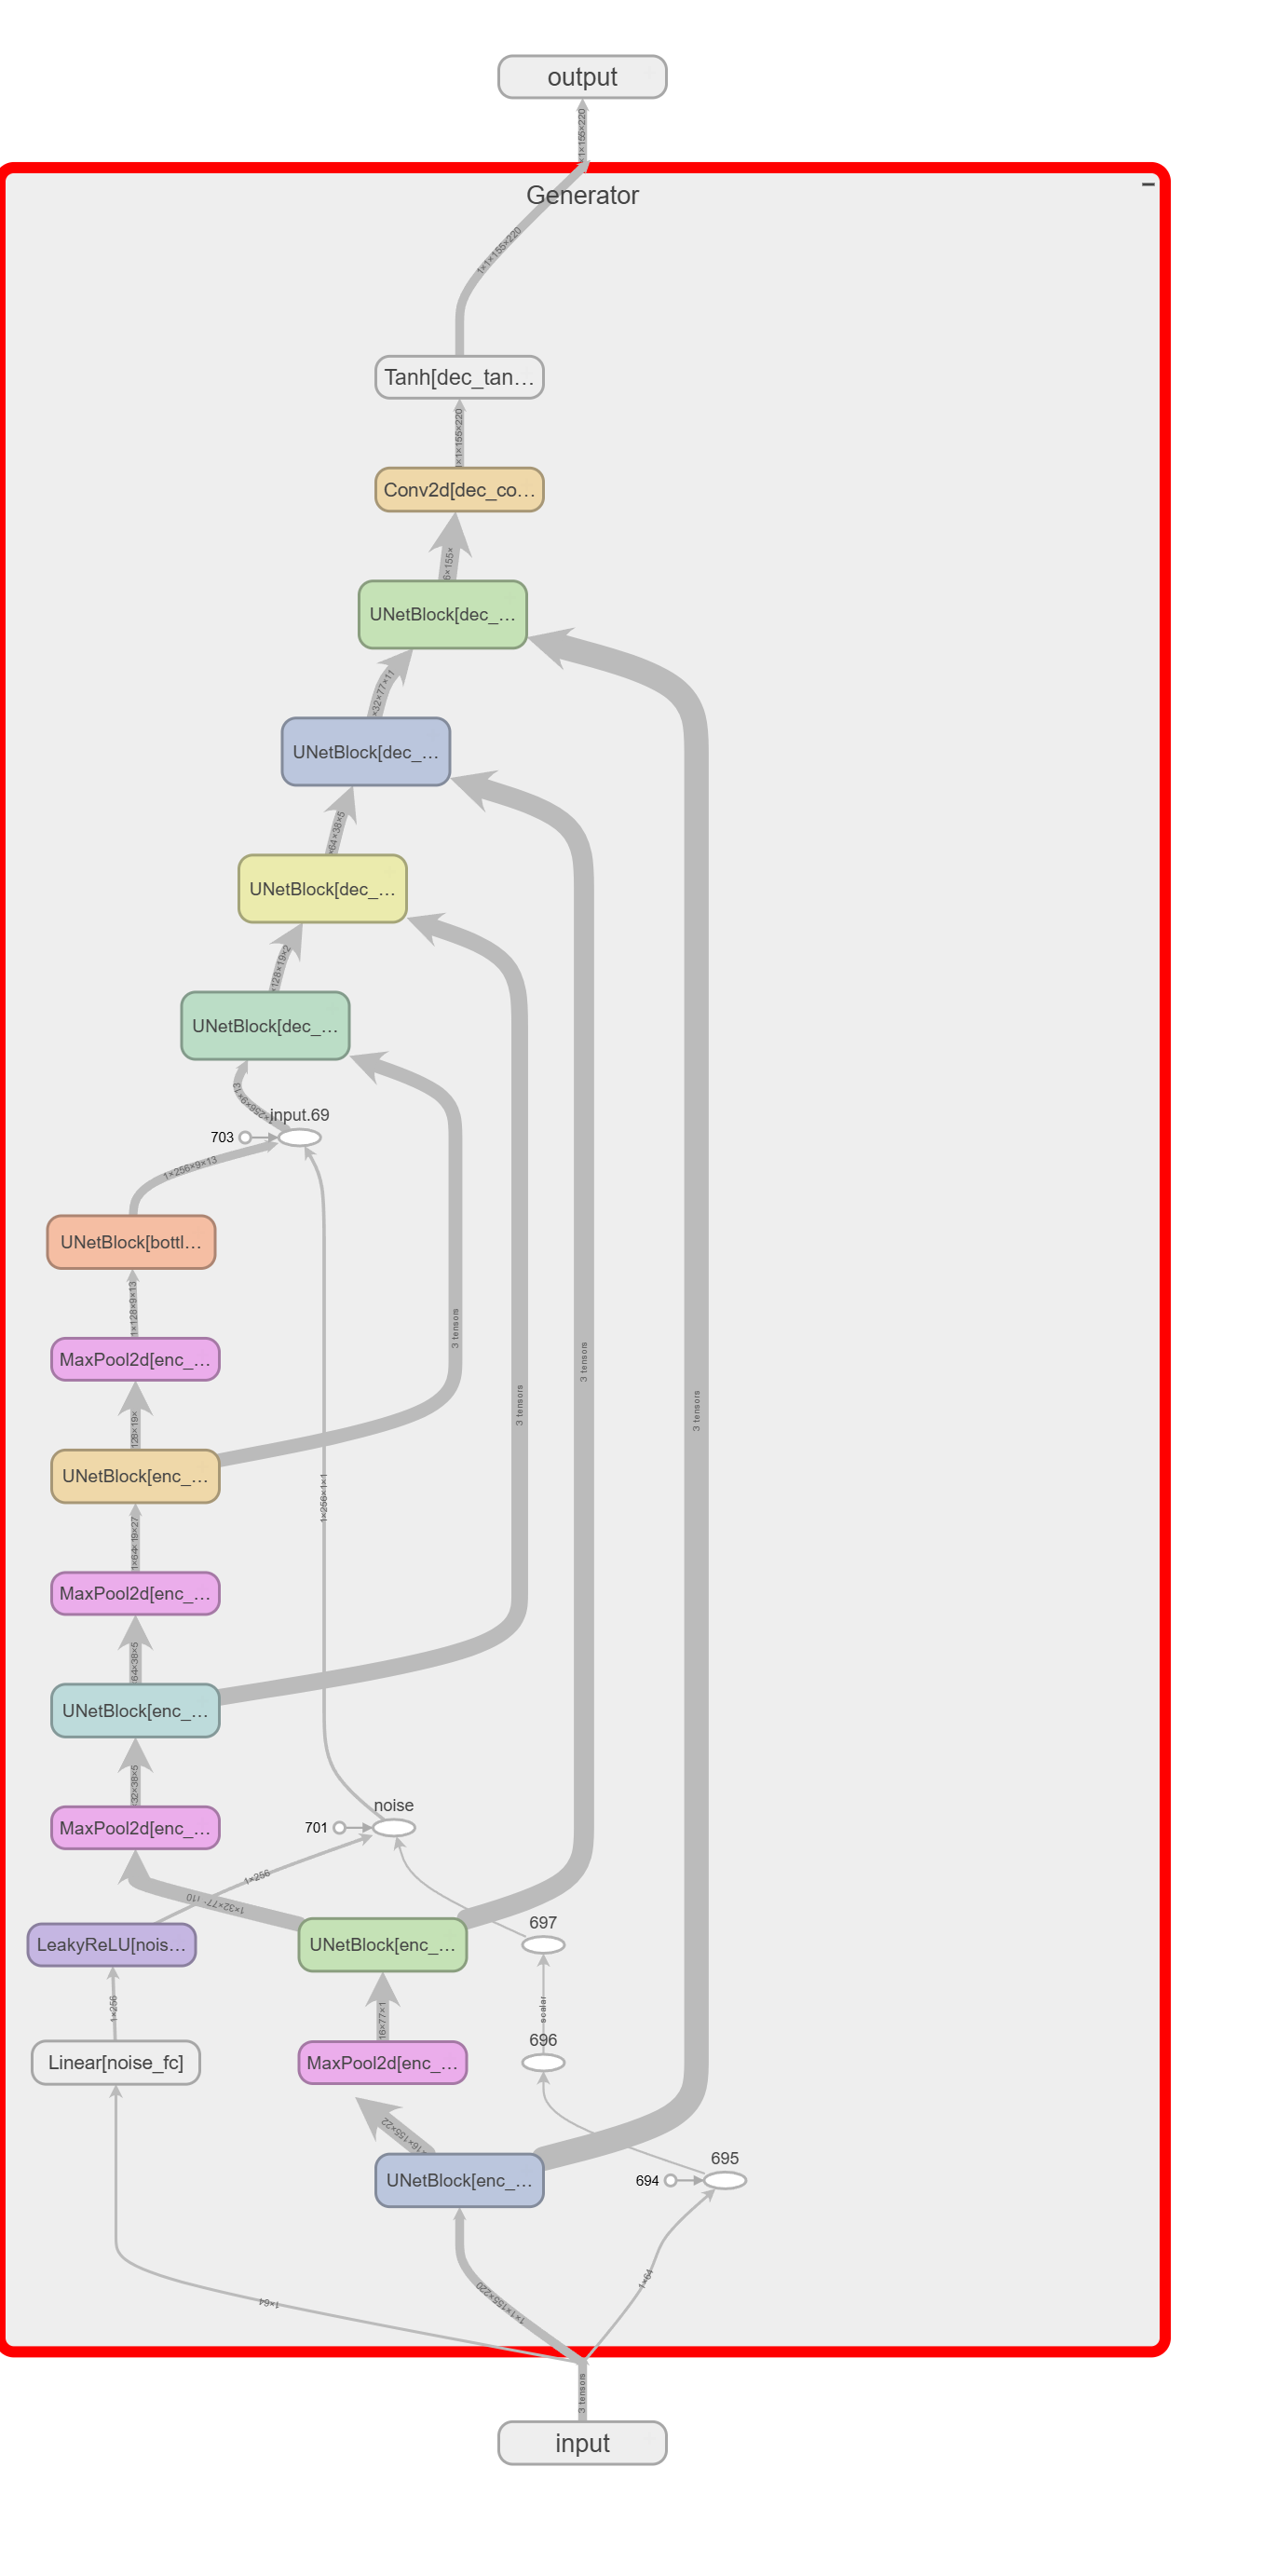 output
1×1×155×220
Generator
1×1×155×220
Tanh[dec_tan…
1×1×155×220
Conv2d[dec_co…
6×155×
UNetBlock[dec_…
×32×77×11
UNetBlock[dec_…
×64×38×5
UNetBlock[dec_…
×128×19×2
UNetBlock[dec_…
×256×9×13
input.69
703
1×256×9×13
UNetBlock[bottl…
1×128×9×13
MaxPool2d[enc_…
3 tensors
3 tensors
3 tensors
3 tensors
128×19×
UNetBlock[enc_…
1×256×1×1
1×64×19×27
MaxPool2d[enc_…
64×38×5
UNetBlock[enc_…
×32×38×5
noise
MaxPool2d[enc_…
701
1×256
1×32×77×110
LeakyReLU[nois…
UNetBlock[enc_…
697
1×256
16×77×1
scalar
696
Linear[noise_fc]
MaxPool2d[enc_…
×16×155×22
695
UNetBlock[enc_…
694
1×64
1×1×155×220
1×64
3 tensors
input